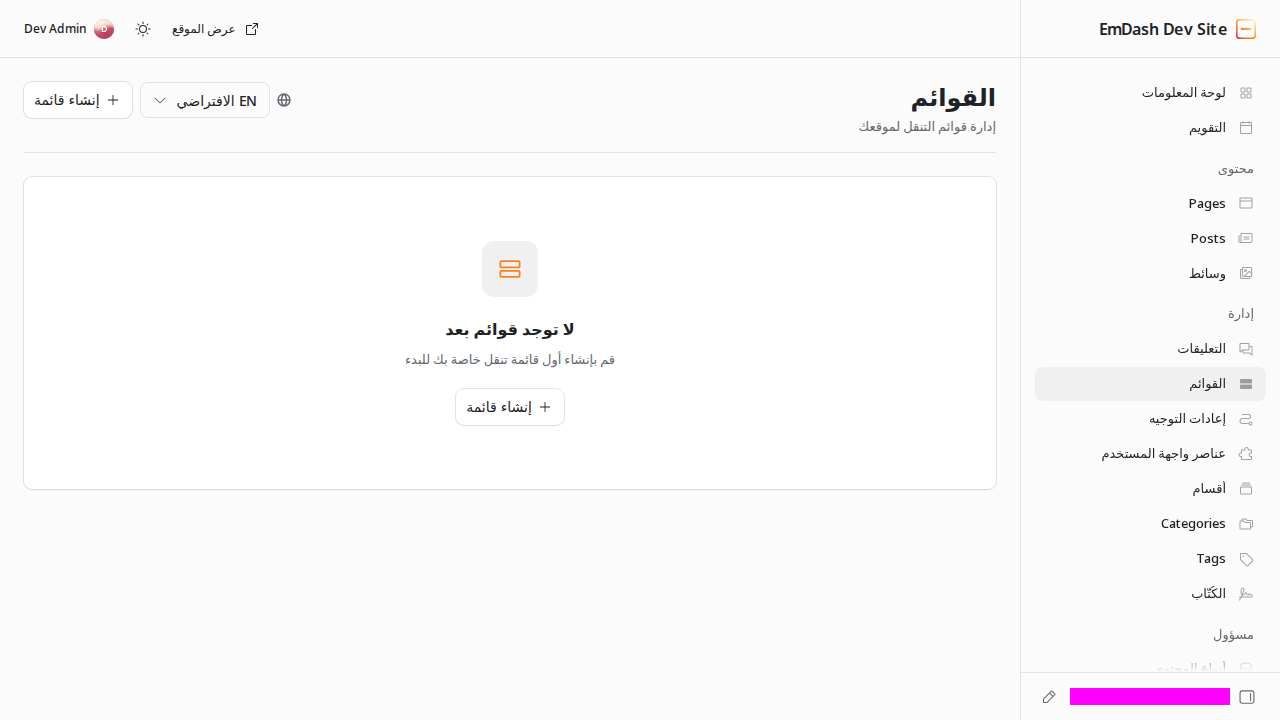 EmDash Dev Site
عرض الموقع
Dev Admin
D
لوحة المعلومات
التقويم
محتوى
Pages
Posts
وسائط
إدارة
التعليقات
القوائم
إعادات التوجيه
عناصر واجهة المستخدم
أقسام
Categories
Tags
الكتّاب
مسؤول
أنواع المحتوى
القوائم
إدارة قوائم التنقل لموقعك
EN الافتراضي
إنشاء قائمة
لا توجد قوائم بعد
قم بإنشاء أول قائمة تنقل خاصة بك للبدء
إنشاء قائمة